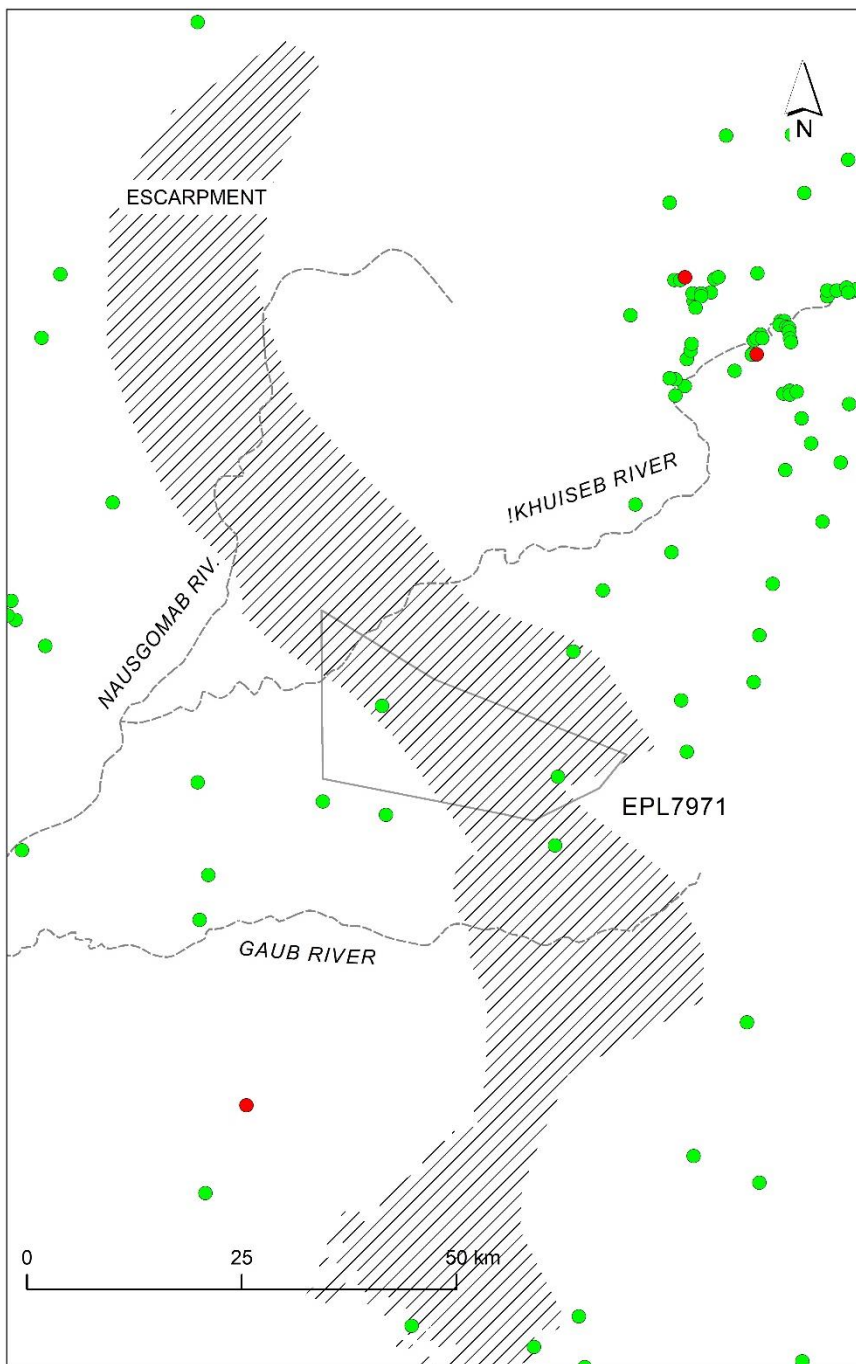 N
ESCARPMENT
!KHUISEB RIVER
NAUSGOMAB RIV.
EPL7971
GAUB RIVER
0 25 50 km